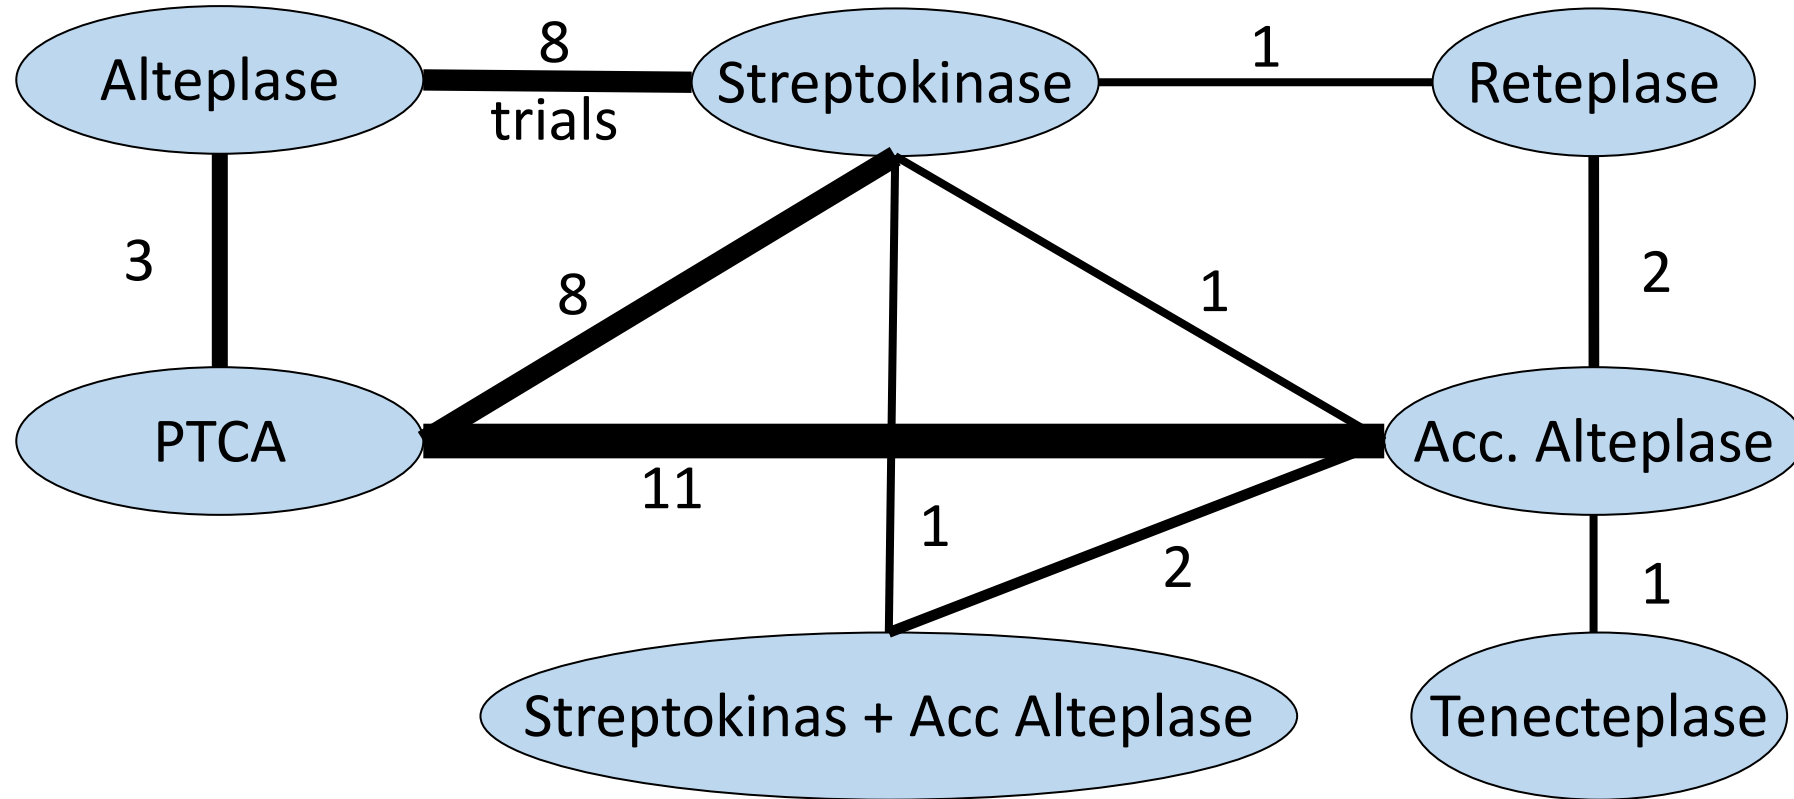 Alteplase
8
trials
Streptokinase
1
Reteplase
3
8
1
2
PTCA
11
Acc. Alteplase
1
2
1
Streptokinas + Acc Alteplase
Tenecteplase